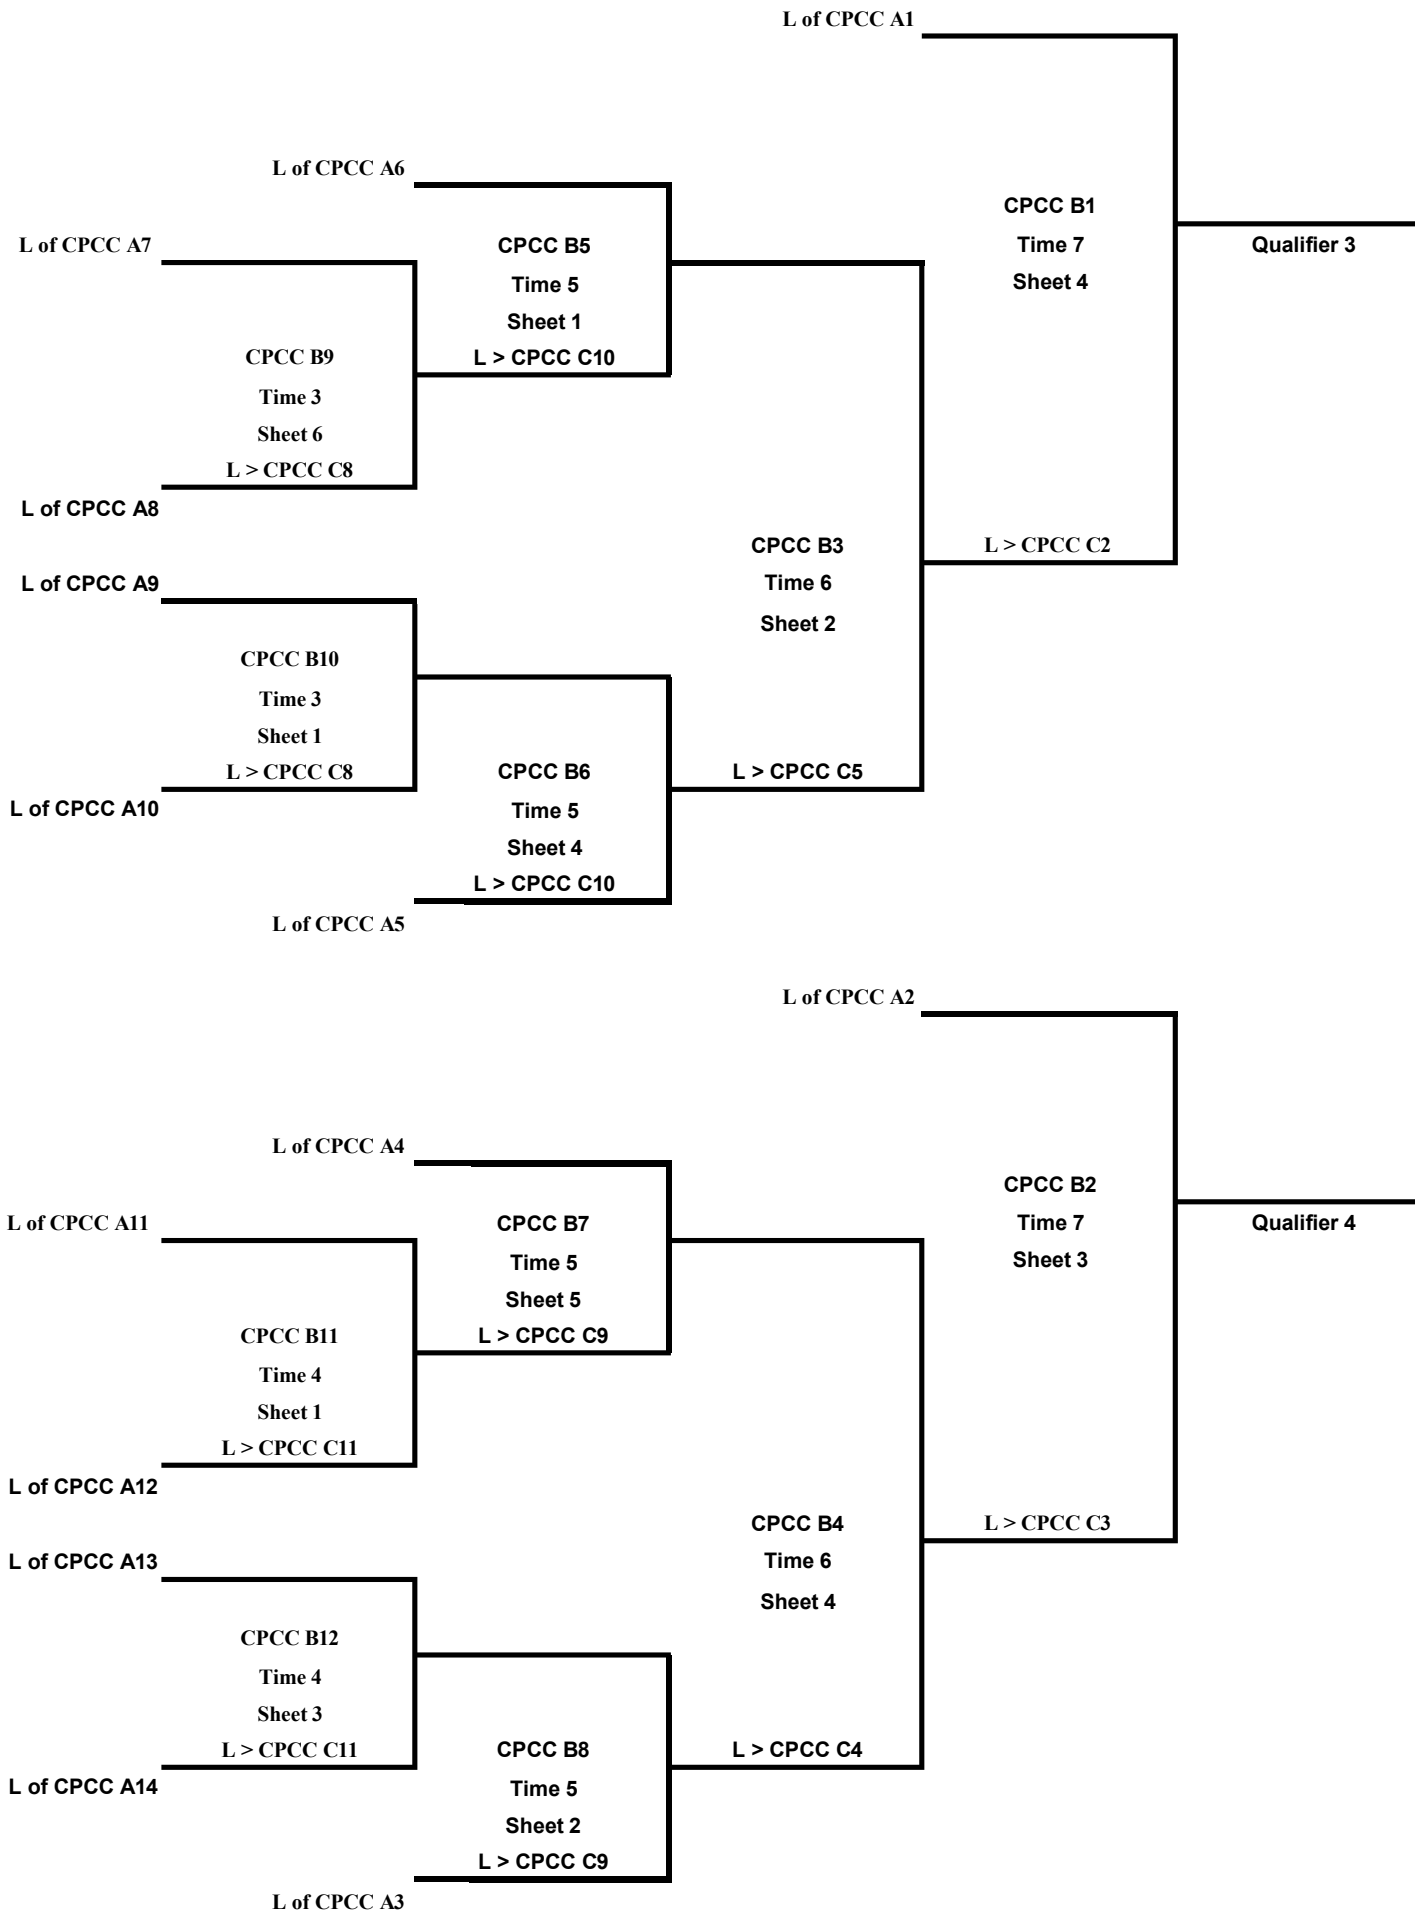 L of CPCC A1
L of CPCC A6
CPCC B1
L of CPCC A7
CPCC B5
Time 7
Qualifier 3
Time 5
Sheet 4
Sheet 1
CPCC B9
L > CPCC C10
Time 3
Sheet 6
L > CPCC C8
L of CPCC A8
CPCC B3
L > CPCC C2
L of CPCC A9
Time 6
Sheet 2
CPCC B10
Time 3
Sheet 1
L > CPCC C8
CPCC B6
L > CPCC C5
L of CPCC A10
Time 5
Sheet 4
L > CPCC C10
L of CPCC A5
L of CPCC A2
L of CPCC A4
CPCC B2
L of CPCC A11
CPCC B7
Time 7
Qualifier 4
Time 5
Sheet 3
Sheet 5
CPCC B11
L > CPCC C9
Time 4
Sheet 1
L > CPCC C11
L of CPCC A12
CPCC B4
L > CPCC C3
L of CPCC A13
Time 6
Sheet 4
CPCC B12
Time 4
Sheet 3
L > CPCC C11
CPCC B8
L > CPCC C4
L of CPCC A14
Time 5
Sheet 2
L > CPCC C9
L of CPCC A3